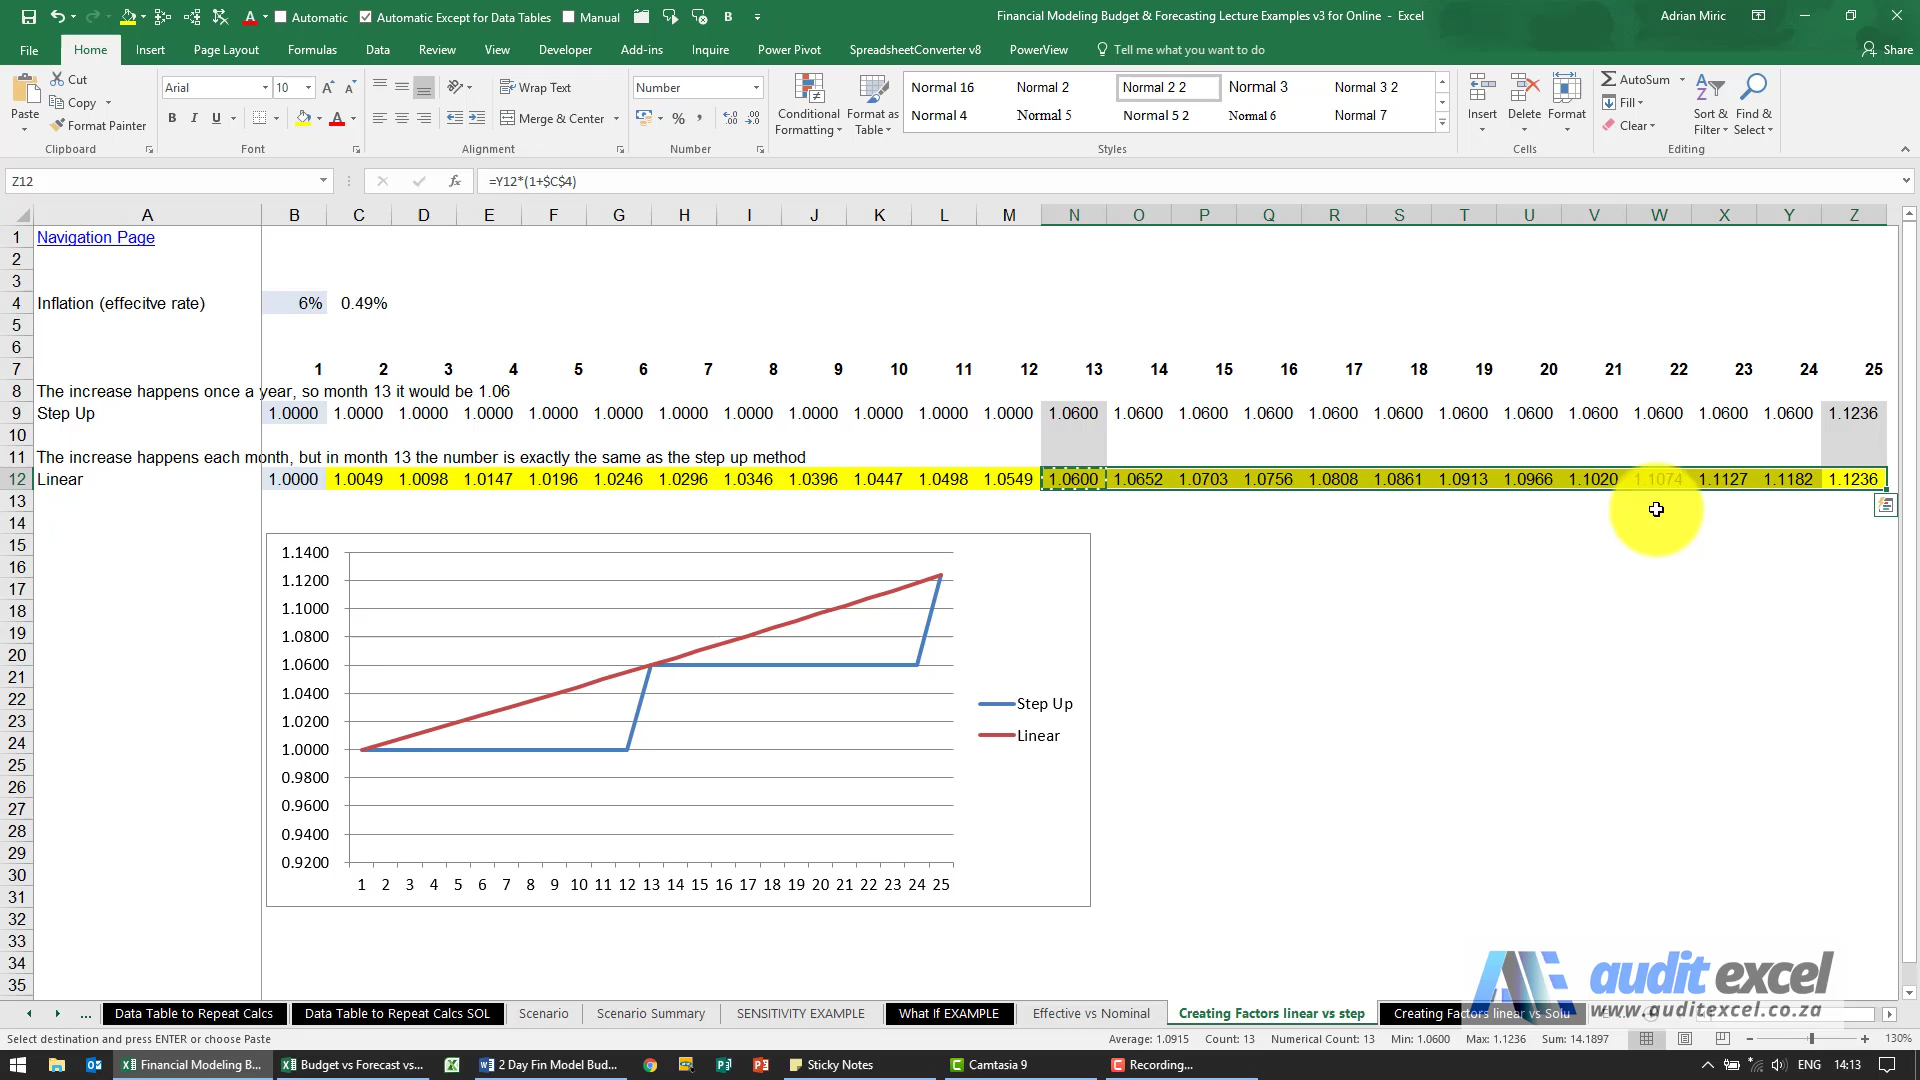 Automatic Automatic Except for Data Tables Manual B Financial Modeling Budget & Forecasting Lecture Examples v3 for Online - Excel Adrian Miric
File Home Insert Page Layout Formulas Data Review View Developer Add-ins Inquire Power Pivot SpreadsheetConverter v8 PowerView Tell me what you want to do Share
Paste Cut Copy Format Painter Clipboard
Arial 10 B I U Font
Wrap Text Merge & Center Alignment
Number % , Number
Conditional Formatting Format as Table
Normal 16 Normal 2 Normal 2 2 Normal 3 Normal 3 2
Normal 4 Normal 5 Normal 5 2 Normal 6 Normal 7
Styles
Insert Delete Format Cells
AutoSum Fill Clear Sort & Filter Find & Select Editing
Z12 fx =Y12*(1+$C$4)
A B C D E F G H I J K L M N O P Q R S T U V W X Y Z
1 Navigation Page
2
3
4 Inflation (effecitve rate) 6% 0.49%
5
6
7 1 2 3 4 5 6 7 8 9 10 11 12 13 14 15 16 17 18 19 20 21 22 23 24 25
8 The increase happens once a year, so month 13 it would be 1.06
9 Step Up 1.0000 1.0000 1.0000 1.0000 1.0000 1.0000 1.0000 1.0000 1.0000 1.0000 1.0000 1.0000 1.0600 1.0600 1.0600 1.0600 1.0600 1.0600 1.0600 1.0600 1.0600 1.0600 1.0600 1.0600 1.1236
10
11 The increase happens each month, but in month 13 the number is exactly the same as the step up method
12 Linear 1.0000 1.0049 1.0098 1.0147 1.0196 1.0246 1.0296 1.0346 1.0396 1.0447 1.0498 1.0549 1.0600 1.0652 1.0703 1.0756 1.0808 1.0861 1.0913 1.0966 1.1020 1.1074 1.1127 1.1182 1.1236
13
14
15
16
17
18
19
20
21
22
23
24
25
26
27
28
29
30
31
32
33
34
35
1.1400
1.1200
1.1000
1.0800
1.0600
1.0400
1.0200
1.0000
0.9800
0.9600
0.9400
0.9200
1 2 3 4 5 6 7 8 9 10 11 12 13 14 15 16 17 18 19 20 21 22 23 24 25
Step Up
Linear
audit excel
www.auditexcel.co.za
... Data Table to Repeat Calcs Data Table to Repeat Calcs SOL Scenario Scenario Summary SENSITIVITY EXAMPLE What If EXAMPLE Effective vs Nominal Creating Factors linear vs step Creating Factors linear vs Solu
Select destination and press ENTER or choose Paste Average: 1.0915 Count: 13 Numerical Count: 13 Min: 1.0600 Max: 1.1236 Sum: 14.1897 130%
Financial Modeling B... Budget vs Forecast vs... 2 Day Fin Model Bud... Sticky Notes Camtasia 9 Recording... ENG 14:13